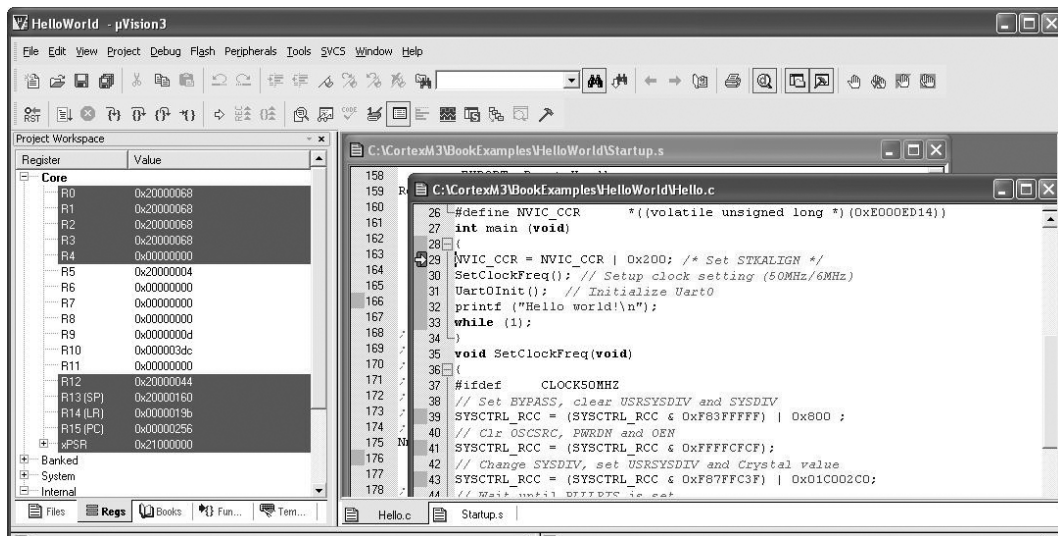 HelloWorld - µVision3
File Edit View Project Debug Flash Peripherals Tools SVCS Window Help
RST
CODE
Project Workspace
Register Value
Core
R0 0x20000068
R1 0x20000068
R2 0x20000068
R3 0x20000068
R4 0x00000000
R5 0x20000004
R6 0x00000000
R7 0x00000000
R8 0x00000000
R9 0x0000000d
R10 0x000003dc
R11 0x00000000
R12 0x20000044
R13 (SP) 0x20000160
R14 (LR) 0x0000019b
R15 (PC) 0x00000256
xPSR 0x21000000
Banked
System
Internal
Files Regs Books Fun... Tem...
C:\CortexM3\BookExamples\HelloWorld\Startup.s
158
159
160
161
162
163
164
165
166
167
168 ;
169 ;
170 ;
171 ;
172 ;
173 ;
174 ;
175
176
177
178 ;
C:\CortexM3\BookExamples\HelloWorld\Hello.c
26 #define NVIC_CCR *((volatile unsigned long *)(0xE000ED14))
27 int main (void)
28 {
29 NVIC_CCR = NVIC_CCR | 0x200; /* Set STKALIGN */
30 SetClockFreq(); // Setup clock setting (50MHz/6MHz)
31 Uart0Init(); // Initialize Uart0
32 printf ("Hello world!\n");
33 while (1);
34 }
35 void SetClockFreq(void)
36 {
37 #ifdef CLOCK50MHZ
38 // Set BYPASS, clear USRSYSDIV and SYSDIV
39 SYSCTRL_RCC = (SYSCTRL_RCC & 0xF83FFFFF) | 0x800 ;
40 // Clr OSCSRC, PWRDN and OEN
41 SYSCTRL_RCC = (SYSCTRL_RCC & 0xFFFFCFCF);
42 // Change SYSDIV, set USRSYSDIV and Crystal value
43 SYSCTRL_RCC = (SYSCTRL_RCC & 0xF87FFC3F) | 0x01C002C0;
44 // Wait until PLLLRIS is set
Hello.c Startup.s